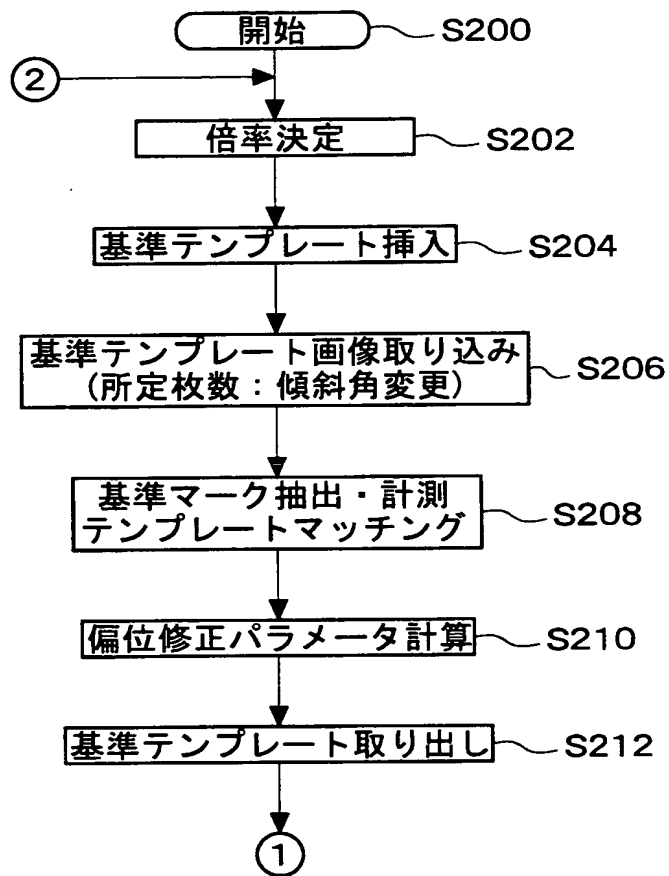 開始 S200
②
倍率決定 S202
基準テンプレート挿入 S204
基準テンプレート画像取り込み
(所定枚数：傾斜角変更) S206
基準マーク抽出・計測
テンプレートマッチング S208
偏位修正パラメータ計算 S210
基準テンプレート取り出し S212
①